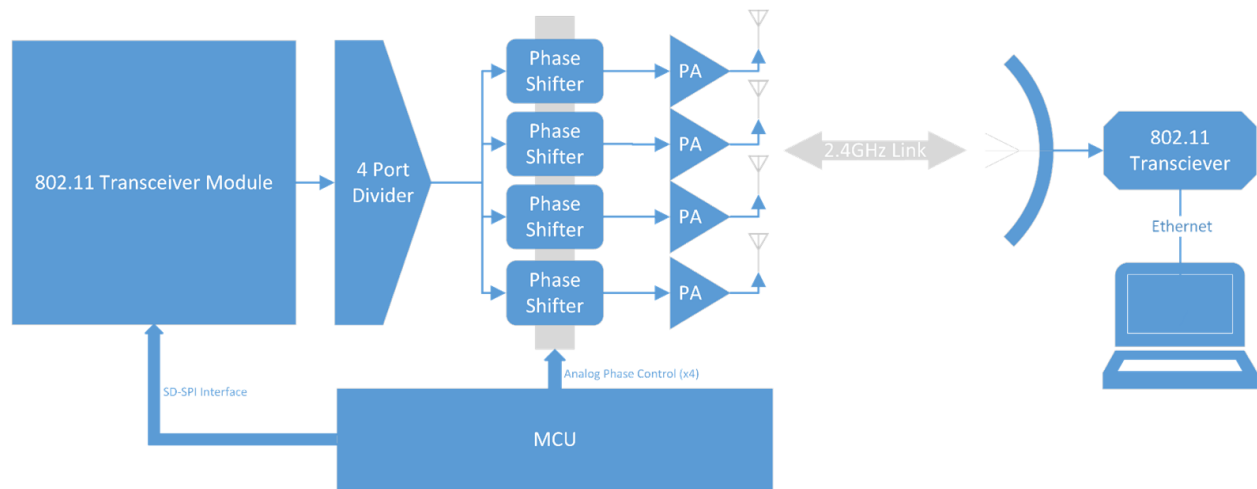 802.11 Transceiver Module
4 Port
Divider
Phase
Shifter
Phase
Shifter
Phase
Shifter
Phase
Shifter
PA
PA
PA
PA
2.4GHz Link
802.11
Transciever
Ethernet
SD-SPI Interface
Analog Phase Control (x4)
MCU